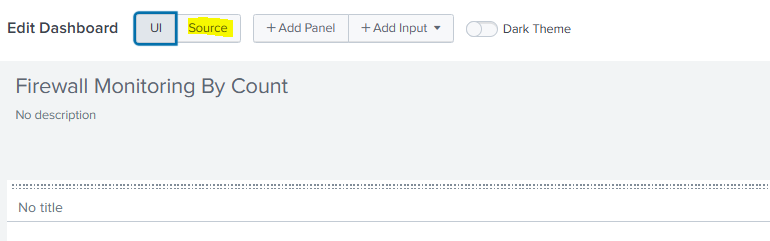 Edit Dashboard UI Source + Add Panel + Add Input Dark Theme
Firewall Monitoring By Count
No description
No title